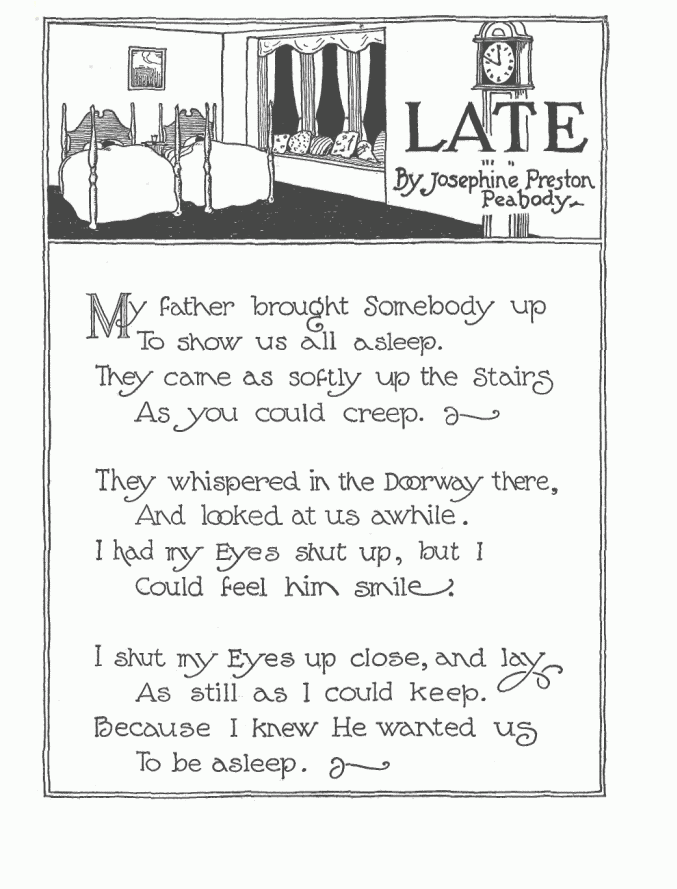 LATE
By Josephine Preston
Peabody
My father brought Somebody up
To show us all asleep.
They came as softly up the Stairs
As you could creep.
They whispered in the Doorway there,
And looked at us awhile.
I had my Eyes shut up, but I
Could feel him smile.
I shut my Eyes up close, and lay
As still as I could keep.
Because I knew He wanted us
To be asleep.